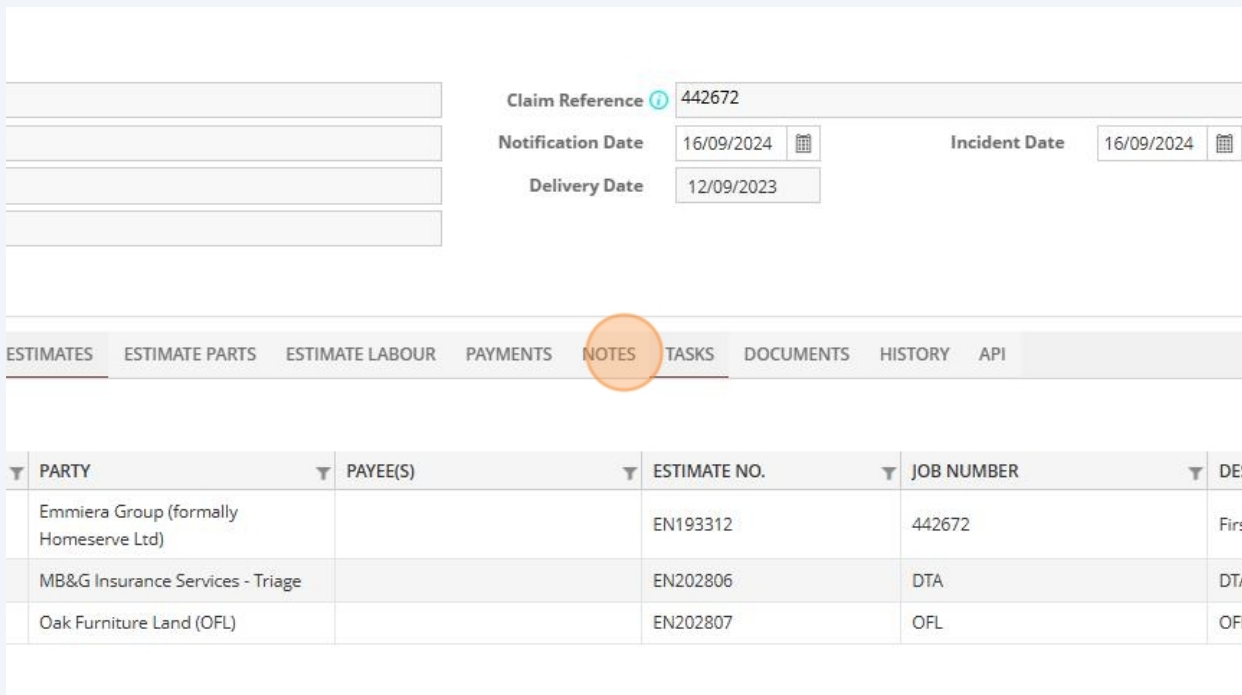 Claim Reference 442672
Notification Date 16/09/2024 Incident Date 16/09/2024
Delivery Date 12/09/2023
ESTIMATES ESTIMATE PARTS ESTIMATE LABOUR PAYMENTS NOTES TASKS DOCUMENTS HISTORY API
PARTY PAYEE(S) ESTIMATE NO. JOB NUMBER
Emmiera Group (formally
Homeserve Ltd) EN193312 442672
MB&G Insurance Services - Triage EN202806 DTA
Oak Furniture Land (OFL) EN202807 OFL